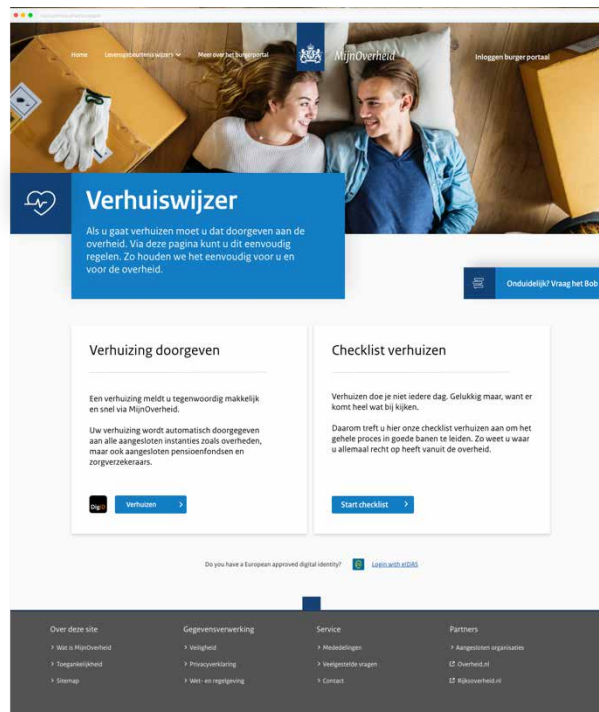 Home
Levensgebeurtenis wizers
Meer over het burgerportal
MijnOverheid
Inloggen burger portaal
Verhuiswijzer
Als u gaat verhuizen moet u dat doorgeven aan de
overheid. Via deze pagina kunt u dit eenvoudig
regelen. Zo houden we het eenvoudig voor u en
voor de overheid.
Onduidelijk? Vraag het Bob
Verhuizing doorgeven
Een verhuizing meldt u tegenwoordig makkelijk
en snel via MijnOverheid.
Uw verhuizing wordt automatisch doorgegeven
aan alle aangesloten instanties zoals overheden,
maar ook aangesloten pensioenfondsen en
zorgverzekeraars.
DigiD
Verhuizen
Checklist verhuizen
Verhuizen doe je niet iedere dag. Gelukkig maar, want er
komt heel wat bij kijken.
Daarom treft u hier onze checklist verhuizen aan om het
gehele proces in goede banen te leiden. Zo weet u waar
u allemaal recht op heeft vanuit de overheid.
Start checklist
Do you have a European approved digital identity?
Login with eIDAS
Over deze site
> Wat is MijnOverheid
> Toegankelijkheid
> Sitemap
Gegevensverwerking
> Veiligheid
> Privacyverklaring
> Wet- en regelgeving
Service
> Mededelingen
> Veelgestelde vragen
> Contact
Partners
> Aangesloten organisaties
Overheid.nl
Rijksoverheid.nl